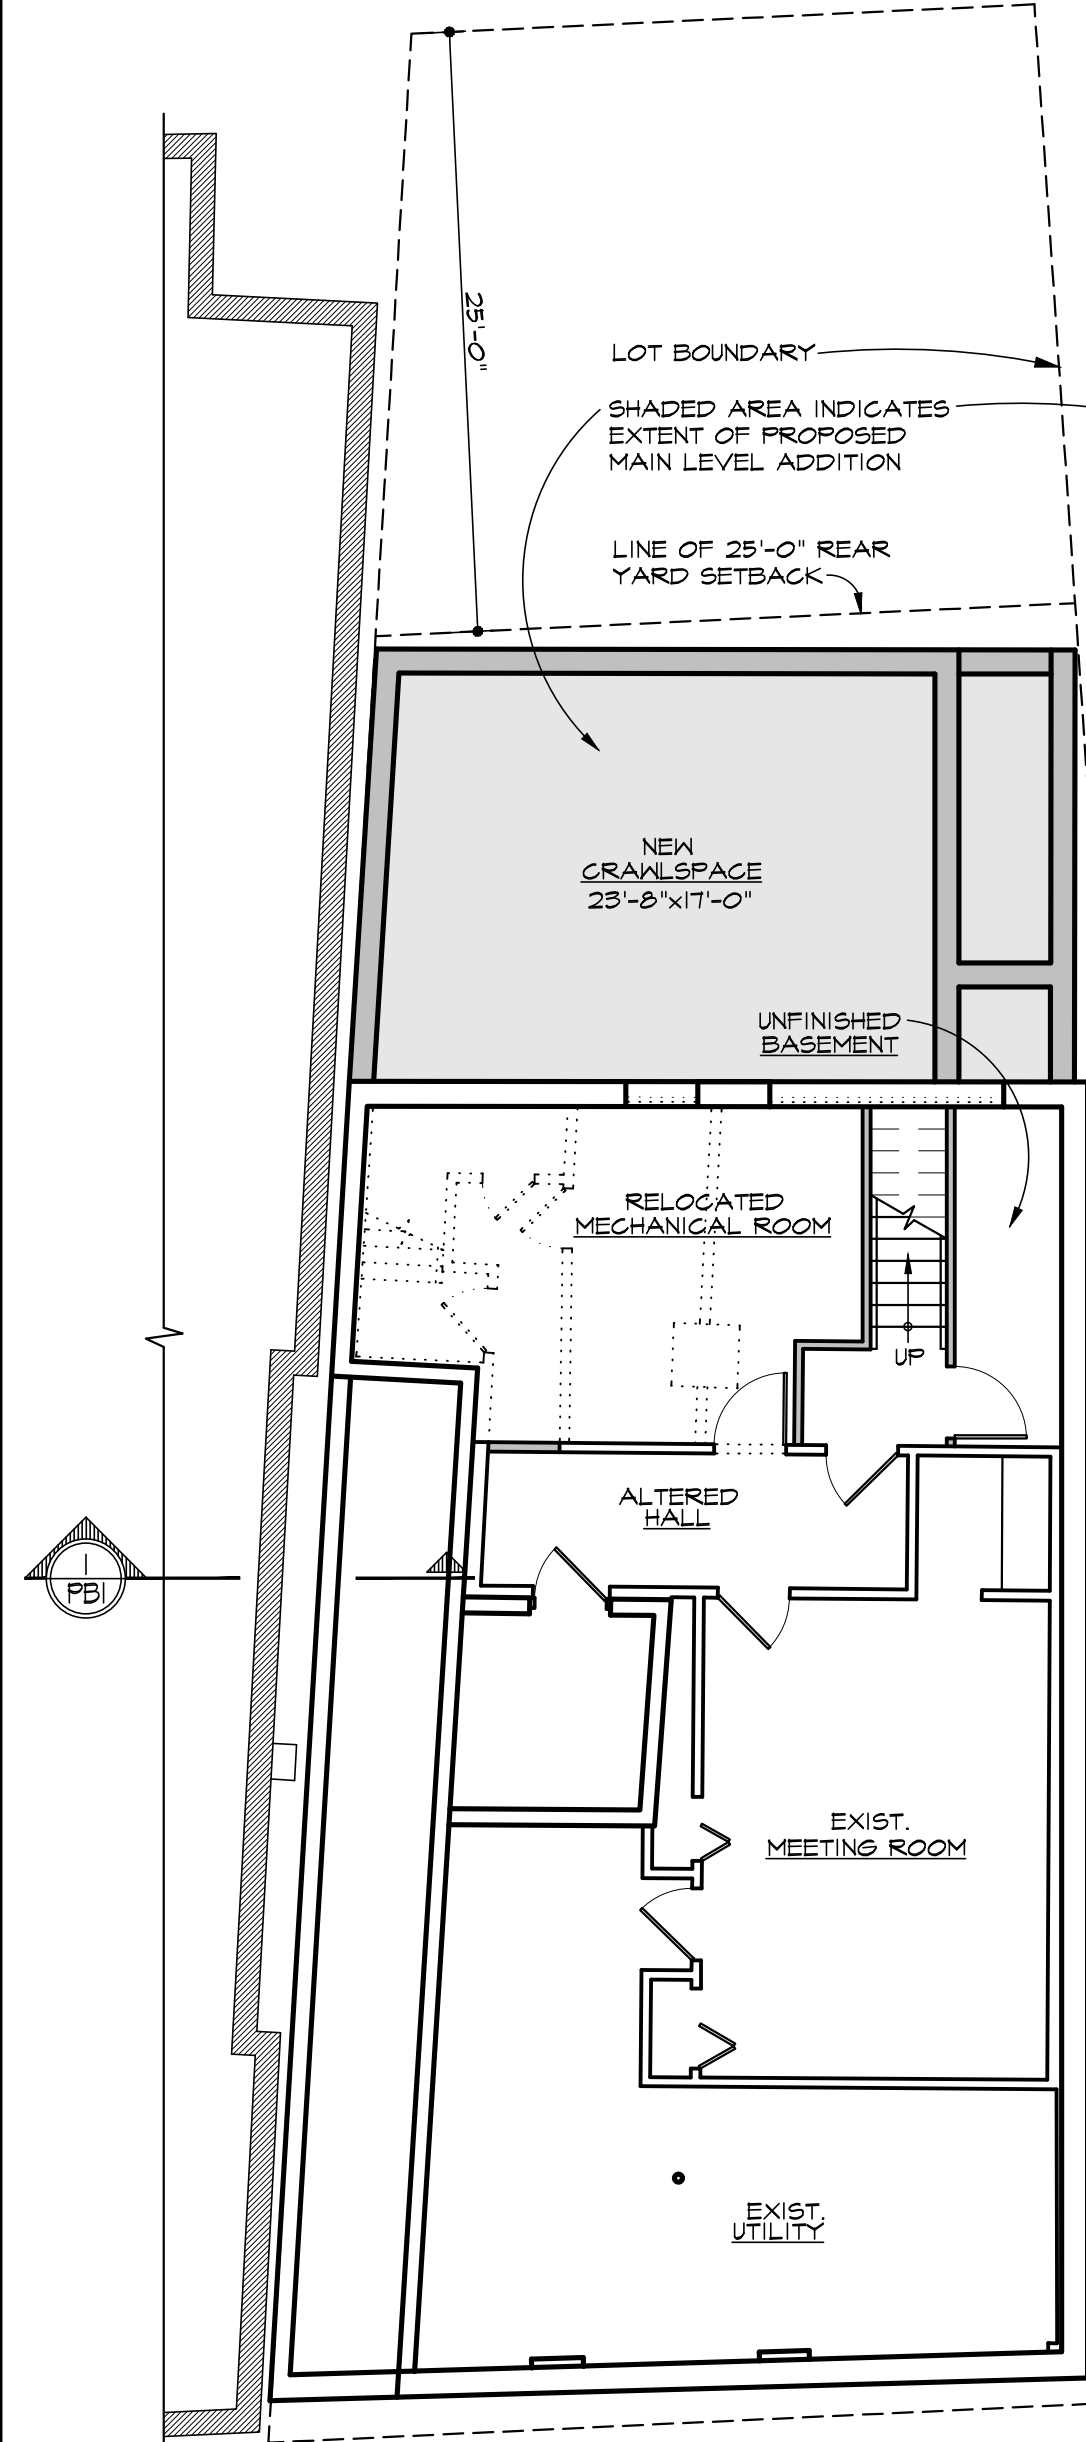 25'-0"
LOT BOUNDARY
SHADED AREA INDICATES
EXTENT OF PROPOSED
MAIN LEVEL ADDITION
LINE OF 25'-0" REAR
YARD SETBACK
NEW
CRAWLSPACE
23'-8"x17'-0"
UNFINISHED
BASEMENT
RELOCATED
MECHANICAL ROOM
UP
ALTERED
HALL
1
PB1
EXIST.
MEETING ROOM
EXIST.
UTILITY